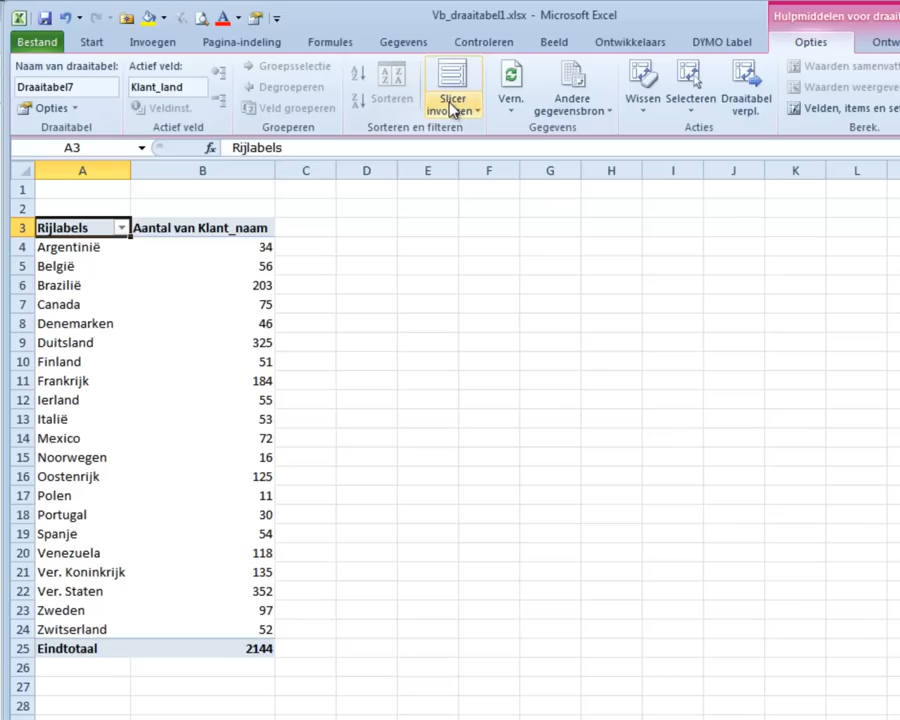 Vb_draaitabel1.xlsx - Microsoft Excel
Hulpmiddelen voor draai
Bestand Start Invoegen Pagina-indeling Formules Gegevens Controleren Beeld Ontwikkelaars DYMO Label Opties Ontw
Naam van draaitabel:
Draaitabel7
Opties
Draaitabel
Actief veld:
Klant_land
Veldinst.
Actief veld
Groepsselectie
Degroeperen
Veld groeperen
Groeperen
Sorteren
Slicer
invoegen
Sorteren en filteren
Vern.
Andere
gegevensbron
Gegevens
Wissen Selecteren Draaitabel
verpl.
Acties
Waarden samenvatt
Waarden weergeve
Velden, items en se
Berek.
A3 fx Rijlabels
A B C D E F G H I J K L
1
2
3 Rijlabels Aantal van Klant_naam
4 Argentinië 34
5 België 56
6 Brazilië 203
7 Canada 75
8 Denemarken 46
9 Duitsland 325
10 Finland 51
11 Frankrijk 184
12 Ierland 55
13 Italië 53
14 Mexico 72
15 Noorwegen 16
16 Oostenrijk 125
17 Polen 11
18 Portugal 30
19 Spanje 54
20 Venezuela 118
21 Ver. Koninkrijk 135
22 Ver. Staten 352
23 Zweden 97
24 Zwitserland 52
25 Eindtotaal 2144
26
27
28